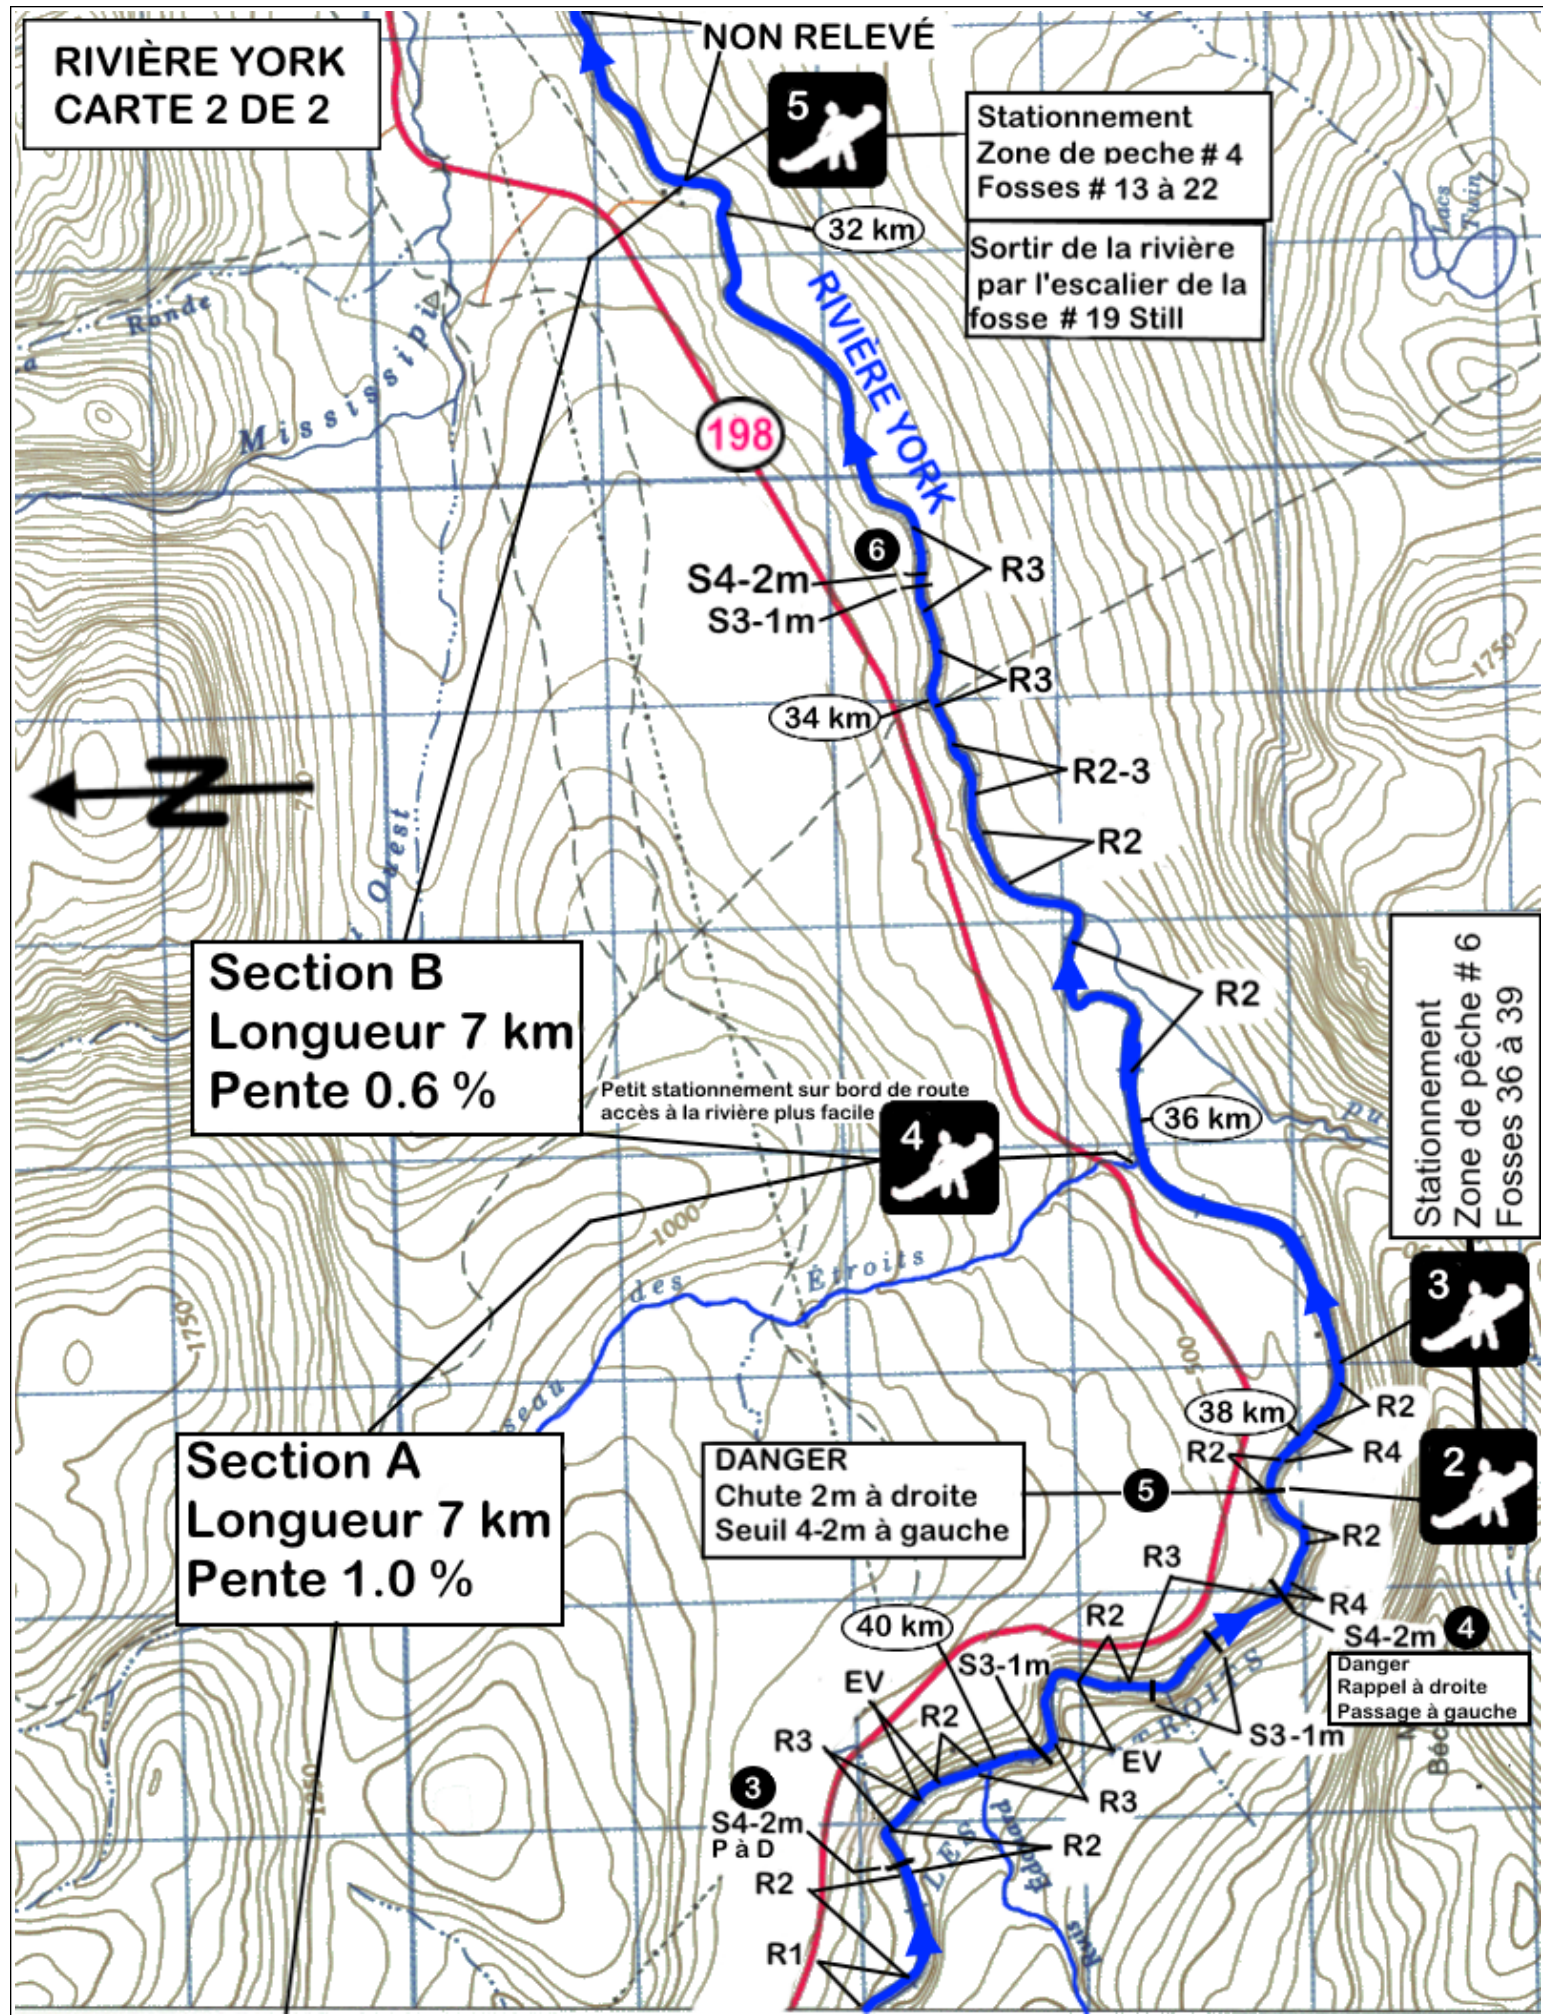 RIVIÈRE YORK
CARTE 2 DE 2
NON RELEVÉ
5
Stationnement
Zone de peche # 4
Fosses # 13 à 22
32 km
Sortir de la rivière
par l'escalier de la
fosse # 19 Still
Lacs
Ronde
Mississipi
RIVIÈRE YORK
198
6
R3
S4-2m
S3-1m
R3
1750
34 km
R2-3
N
R2
Ouest
Section B
Longueur 7 km
Pente 0.6 %
R2
Stationnement
Zone de pêche # 6
Fosses 36 à 39
Petit stationnement sur bord de route
accès à la rivière plus facile
4
36 km
1000
des Étroits
1750
500
3
38 km
R2
R4
R2
2
Section A
Longueur 7 km
Pente 1.0 %
DANGER
Chute 2m à droite
Seuil 4-2m à gauche
5
R2
R3
R4
R2
40 km
S4-2m
4
Danger
Rappel à droite
Passage à gauche
S3-1m
EV
R2
S3-1m
EV
R3
R3
3
S4-2m
P à D
R2
R2
LES
TROITS
Édouard
Ruis
1250
R1